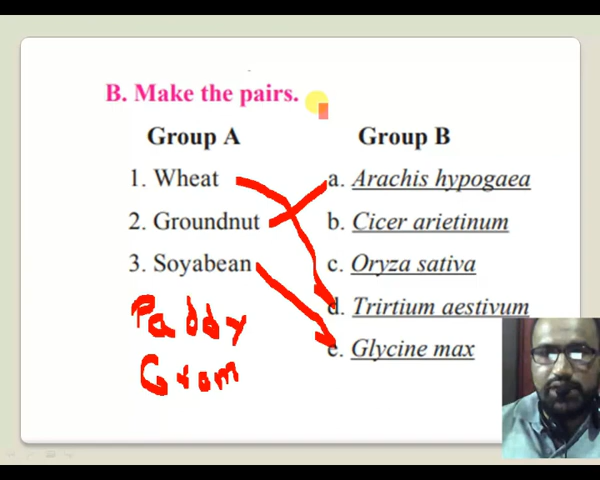 B. Make the pairs.
Group A
Group B
1. Wheat
a. Arachis hypogaea
2. Groundnut
b. Cicer arietinum
3. Soyabean
c. Oryza sativa
d. Trirtium aestivum
e. Glycine max
Paddy
Gram